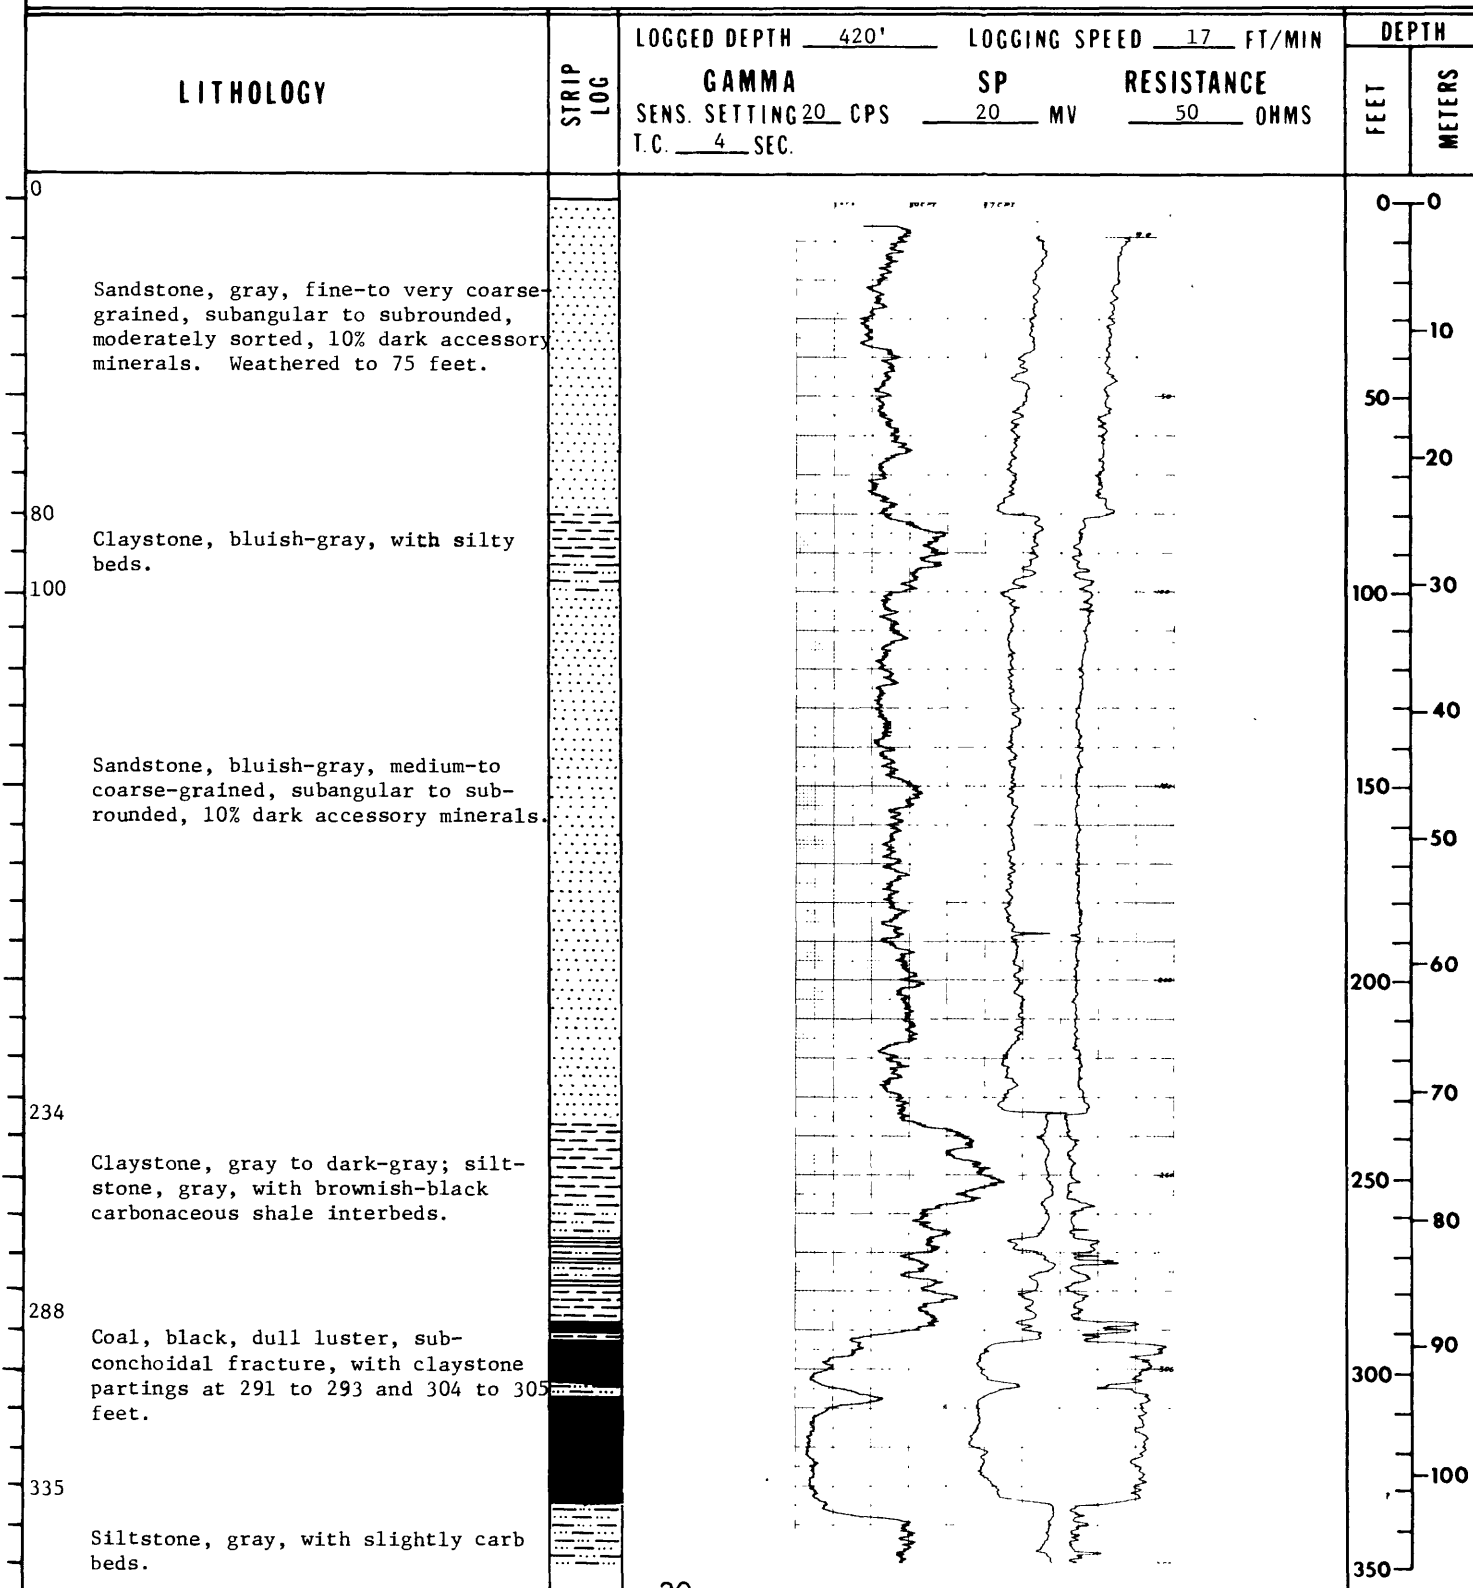 LITHOLOGY
STRIP LOG
LOGGED DEPTH 420' LOGGING SPEED 17 FT/MIN
GAMMA SP RESISTANCE
SENS. SETTING 20 CPS 20 MV 50 OHMS
T.C. 4 SEC.
DEPTH
FEET
METERS
0
Sandstone, gray, fine-to very coarse-
grained, subangular to subrounded,
moderately sorted, 10% dark accessory
minerals. Weathered to 75 feet.
80
Claystone, bluish-gray, with silty
beds.
100
Sandstone, bluish-gray, medium-to
coarse-grained, subangular to sub-
rounded, 10% dark accessory minerals.
234
Claystone, gray to dark-gray; silt-
stone, gray, with brownish-black
carbonaceous shale interbeds.
288
Coal, black, dull luster, sub-
conchoidal fracture, with claystone
partings at 291 to 293 and 304 to 305
feet.
335
Siltstone, gray, with slightly carb
beds.
0 0
10
50
20
100 30
40
150
50
60
200
70
250
80
90
300
100
350